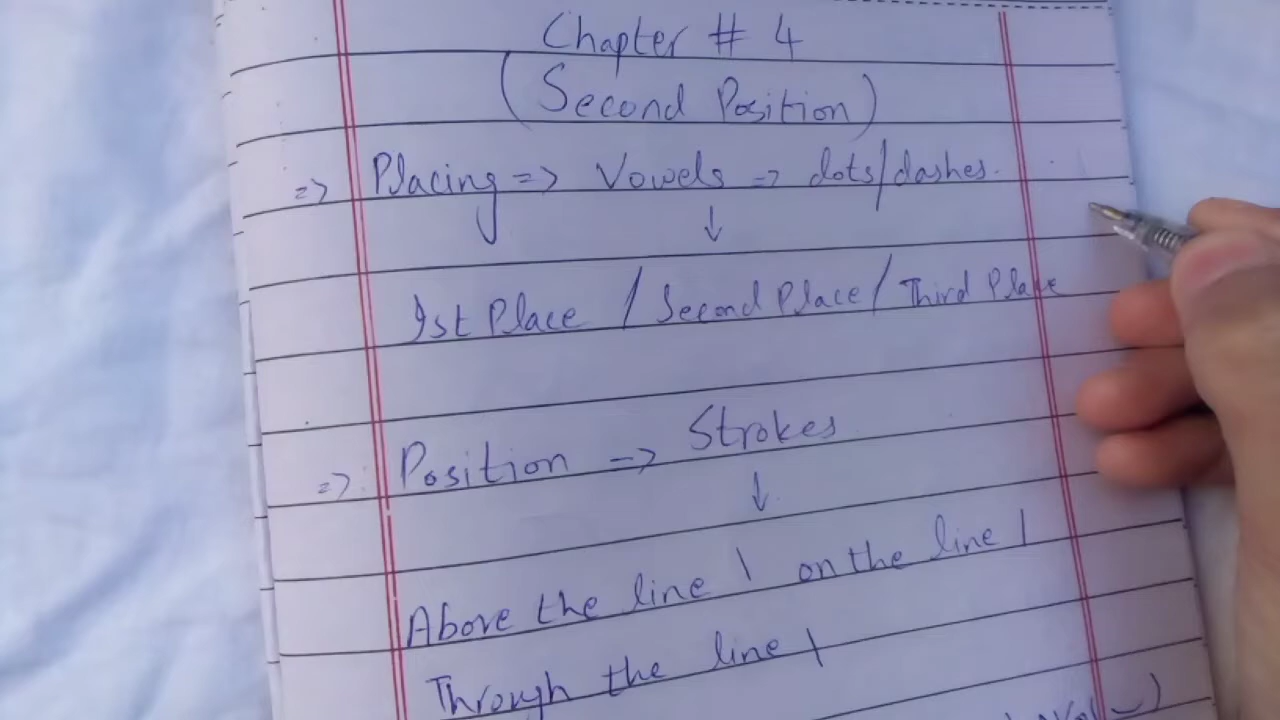 Chapter # 4
(Second Position)
=> Placing => Vowels => dots/dashes.
↓ ↓
1st Place / Second Place / Third Place
=> Position => Strokes
↓
Above the line \ on the line |
Through the line \